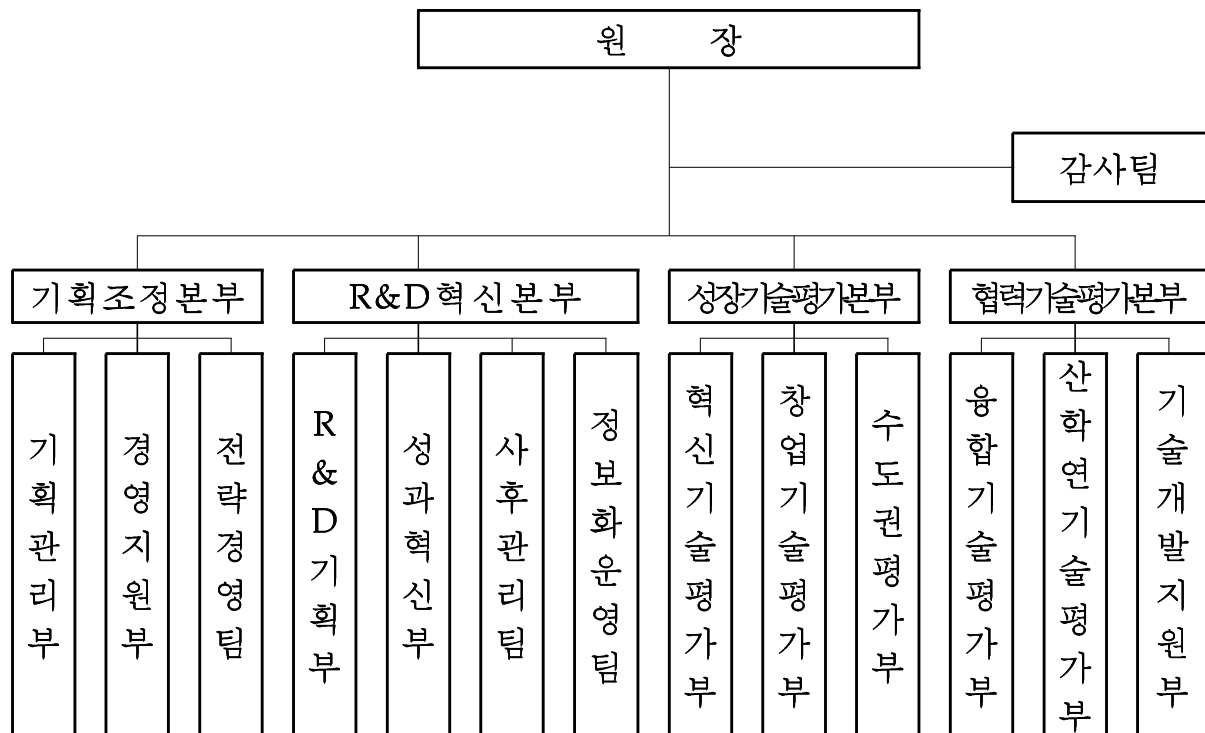 원 장
감사팀
기획조정본부
R&D혁신본부
성장기술평가본부
협력기술평가본부
기획관리부
경영지원부
전략경영팀
R&D기획부
성과혁신부
사후관리팀
정보화운영팀
혁신기술평가부
창업기술평가부
수도권평가부
융합기술평가부
산학연기술평가부
기술개발지원부